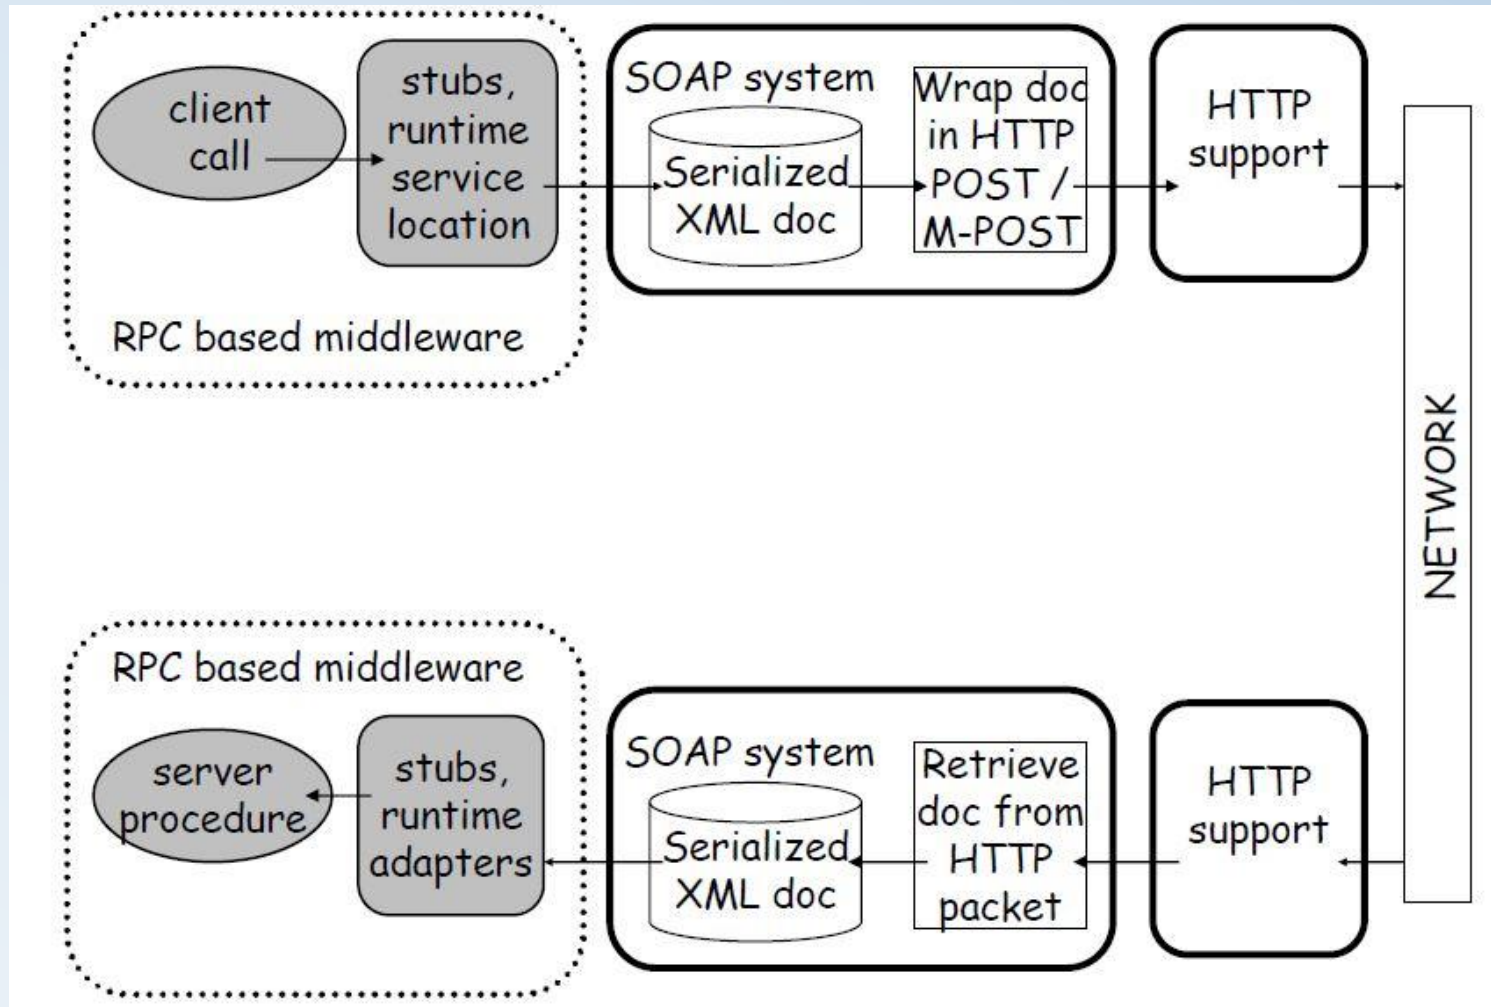 client
call
stubs,
runtime
service
location
RPC based middleware
SOAP system
Serialized
XML doc
Wrap doc
in HTTP
POST /
M-POST
HTTP
support
NETWORK
RPC based middleware
server
procedure
stubs,
runtime
adapters
SOAP system
Serialized
XML doc
Retrieve
doc from
HTTP
packet
HTTP
support